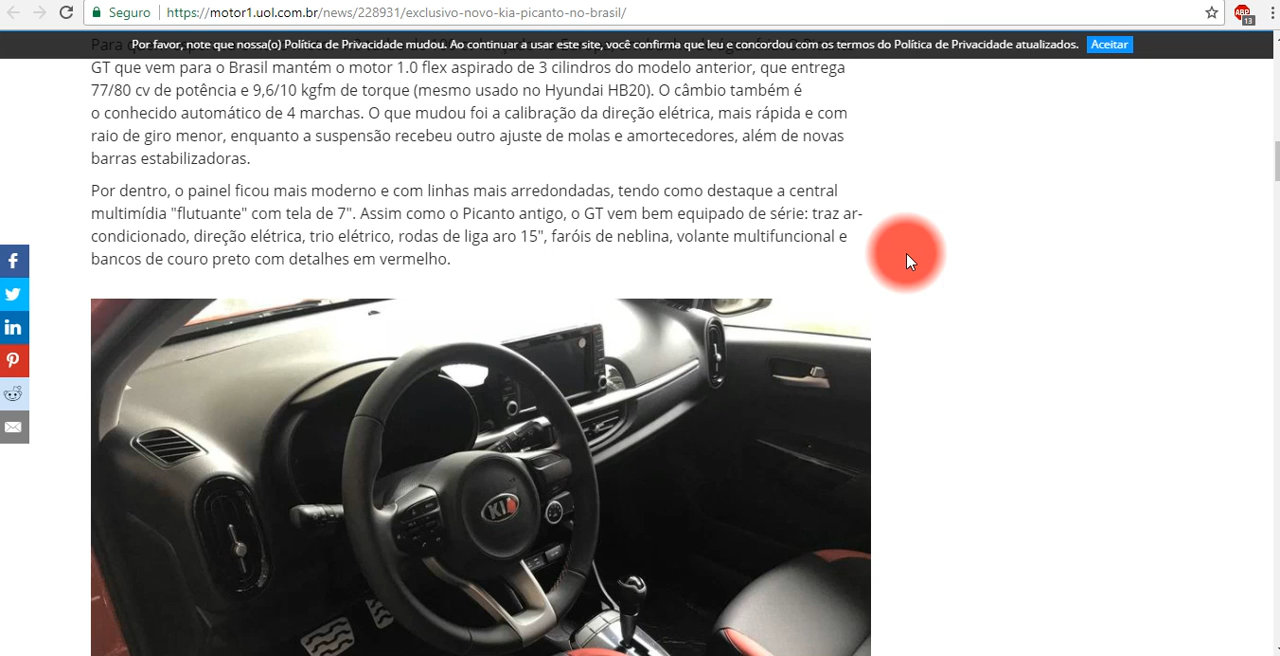 Seguro
https://motor1.uol.com.br/news/228931/exclusivo-novo-kia-picanto-no-brasil/
ABP
13
Por favor, note que nossa(o) Política de Privacidade mudou. Ao continuar a usar este site, você confirma que leu e concordou com os termos do Política de Privacidade atualizados. Aceitar
GT que vem para o Brasil mantém o motor 1.0 flex aspirado de 3 cilindros do modelo anterior, que entrega
77/80 cv de potência e 9,6/10 kgfm de torque (mesmo usado no Hyundai HB20). O câmbio também é
o conhecido automático de 4 marchas. O que mudou foi a calibração da direção elétrica, mais rápida e com
raio de giro menor, enquanto a suspensão recebeu outro ajuste de molas e amortecedores, além de novas
barras estabilizadoras.
Por dentro, o painel ficou mais moderno e com linhas mais arredondadas, tendo como destaque a central
multimídia "flutuante" com tela de 7". Assim como o Picanto antigo, o GT vem bem equipado de série: traz ar-
condicionado, direção elétrica, trio elétrico, rodas de liga aro 15", faróis de neblina, volante multifuncional e
bancos de couro preto com detalhes em vermelho.
KIA